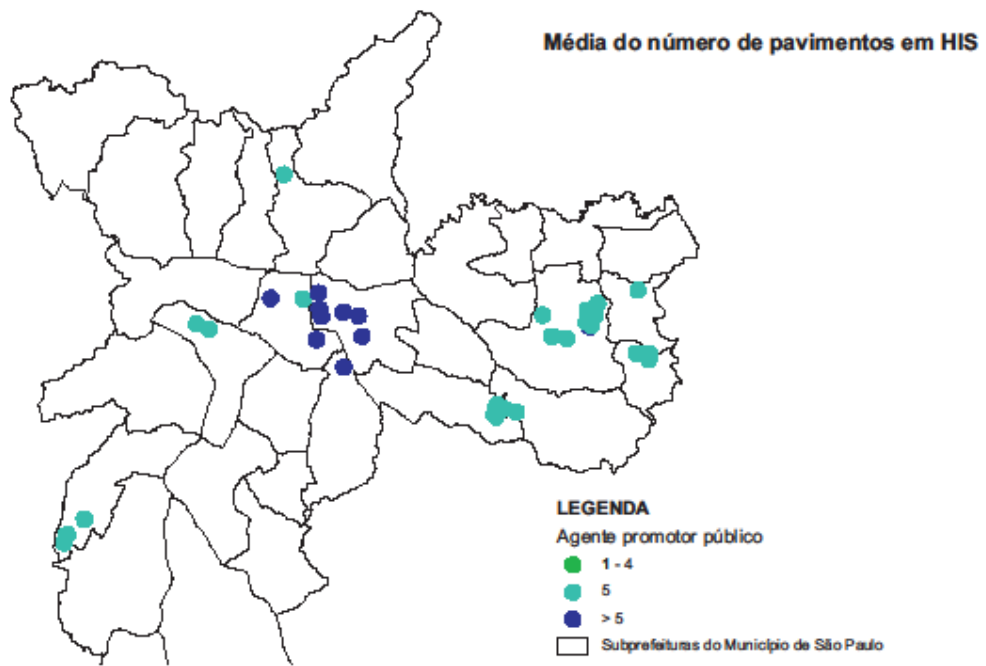 Média do número de pavimentos em HIS
LEGENDA
Agente promotor público
1 - 4
5
> 5
Subprefeituras do Município de São Paulo